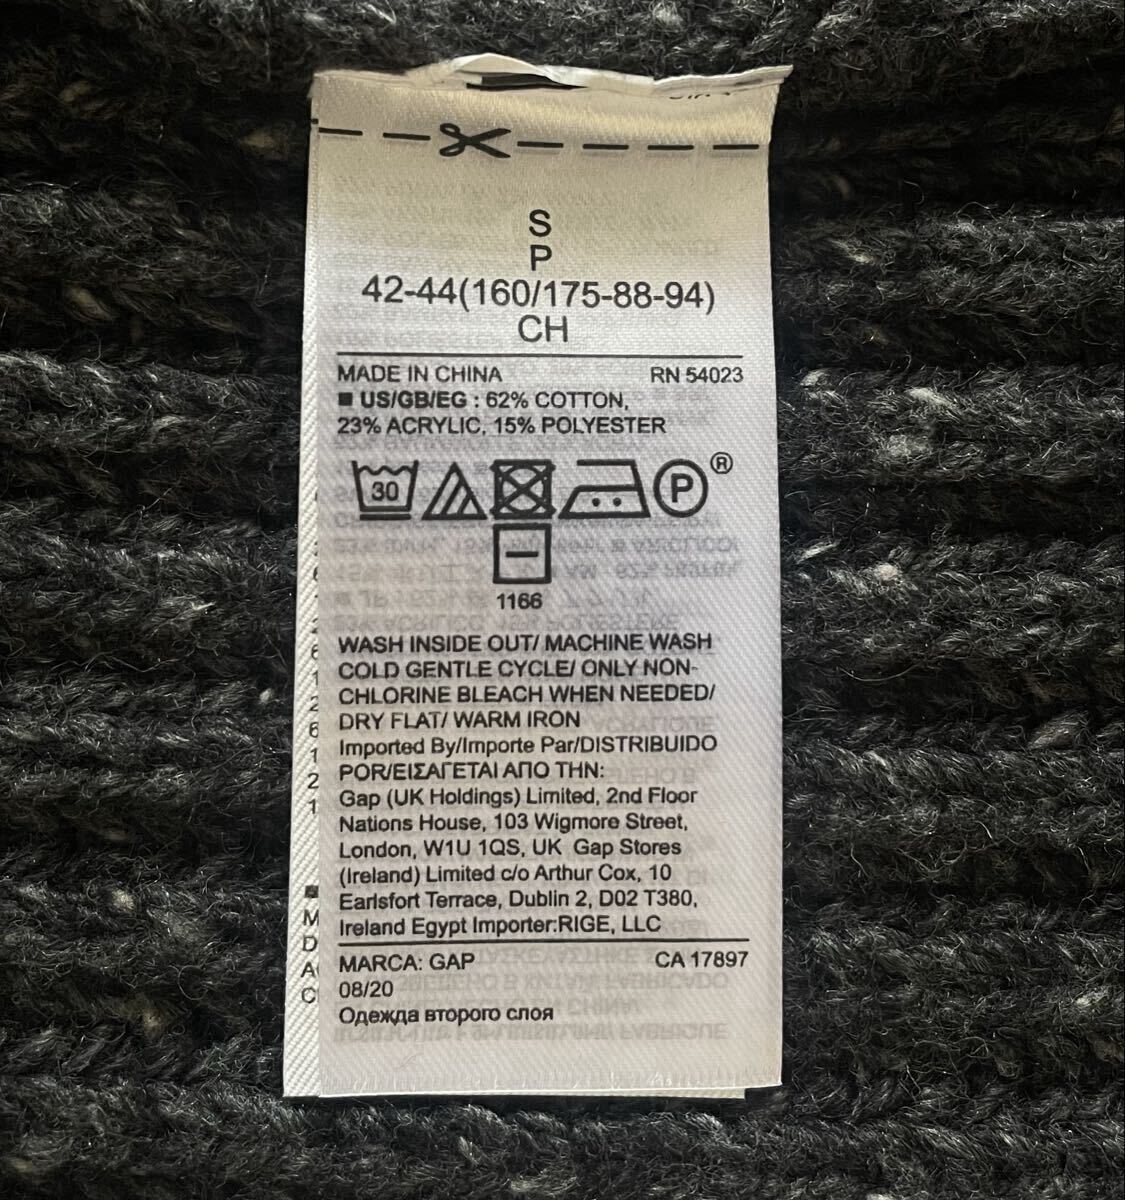 S
P
42-44(160/175-88-94)
CH
MADE IN CHINA RN 54023
■ US/GB/EG : 62% COTTON,
23% ACRYLIC, 15% POLYESTER
30 P ®
1166
WASH INSIDE OUT/ MACHINE WASH
COLD GENTLE CYCLE/ ONLY NON-
CHLORINE BLEACH WHEN NEEDED/
DRY FLAT/ WARM IRON
Imported By/Importe Par/DISTRIBUIDO
POR/ΕΙΣΑΓΕΤΑΙ ΑΠΟ ΤΗΝ:
Gap (UK Holdings) Limited, 2nd Floor
Nations House, 103 Wigmore Street,
London, W1U 1QS, UK Gap Stores
(Ireland) Limited c/o Arthur Cox, 10
Earlsfort Terrace, Dublin 2, D02 T380,
Ireland Egypt Importer:RIGE, LLC
MARCA: GAP CA 17897
08/20
Одежда второго слоя